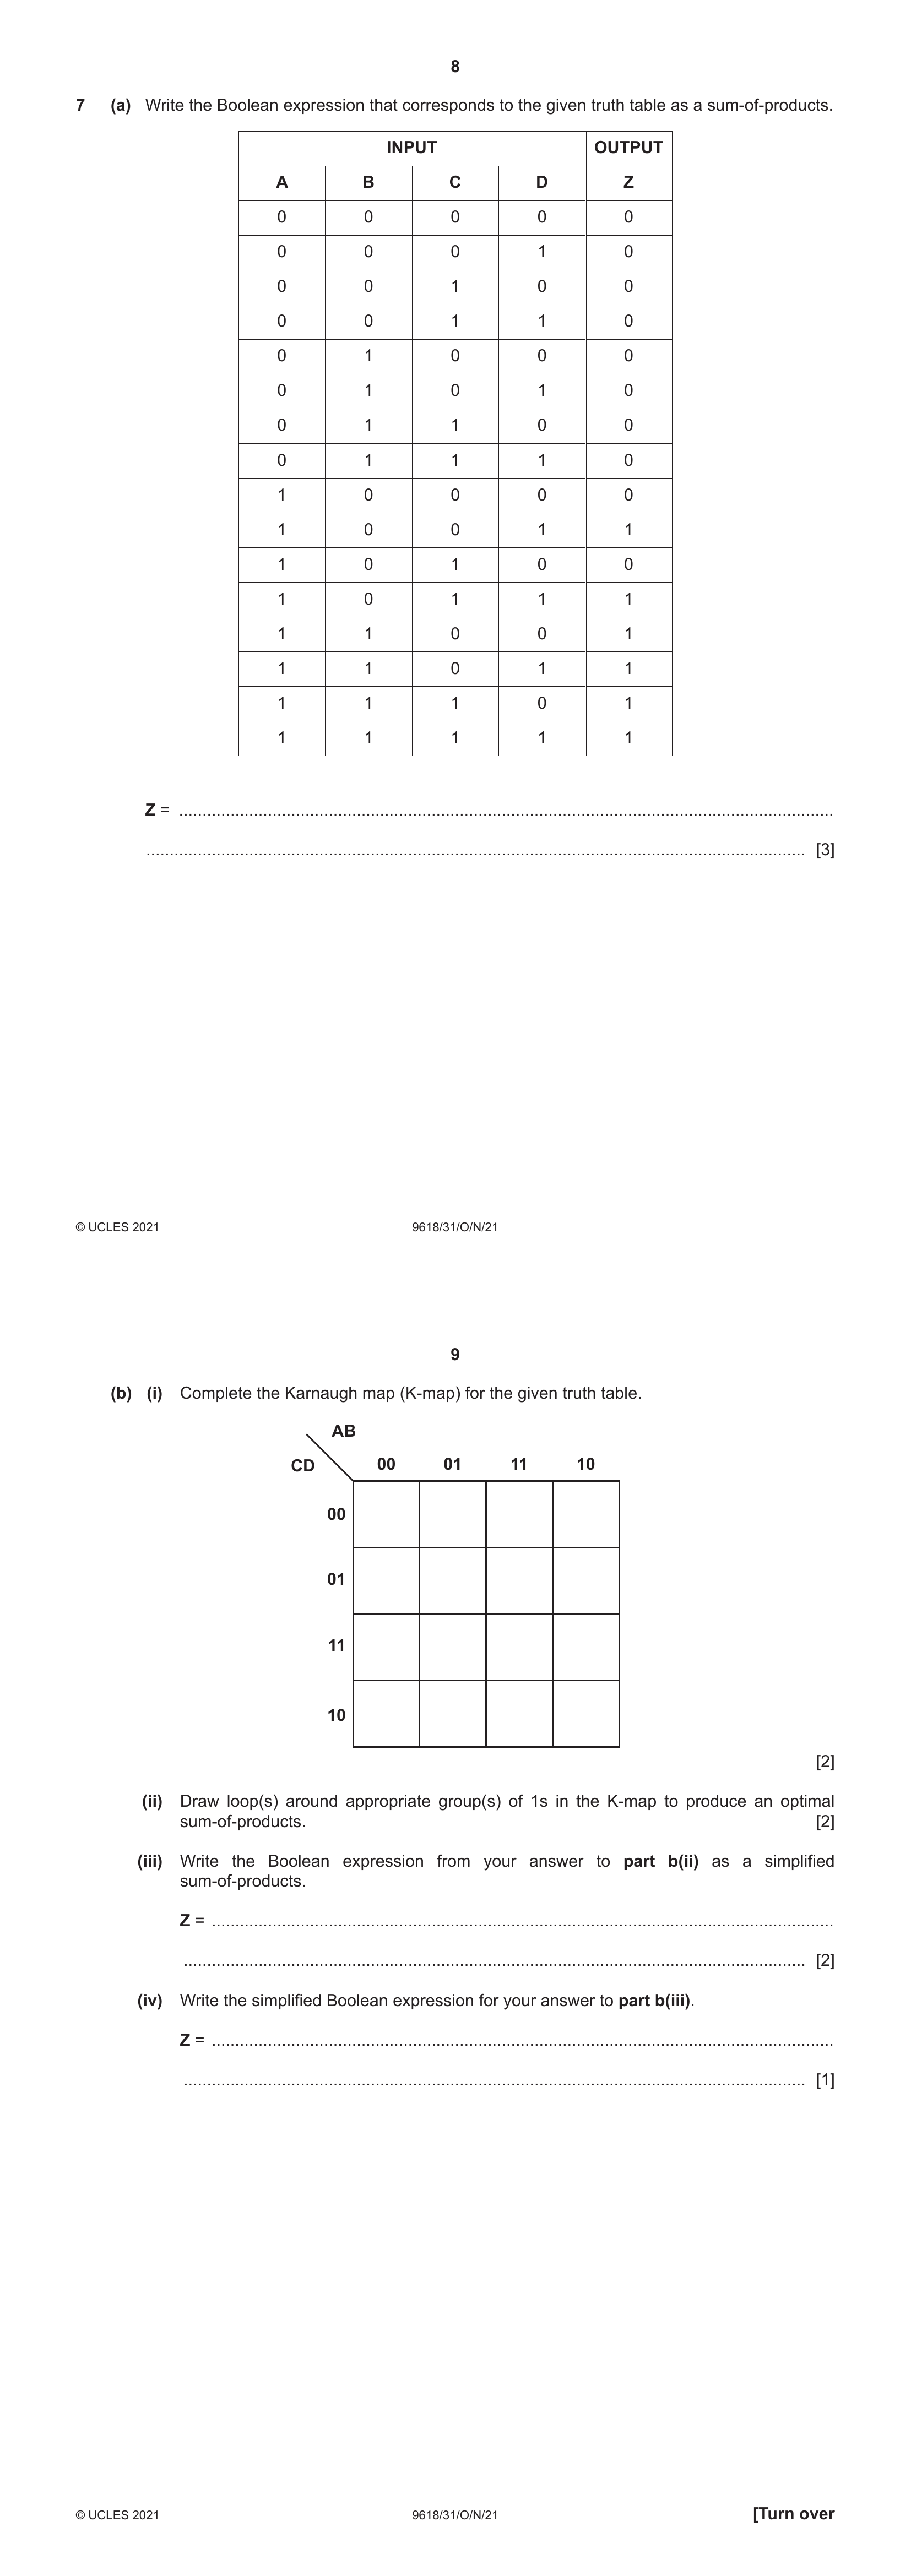 8
7 (a) Write the Boolean expression that corresponds to the given truth table as a sum-of-products.
INPUT OUTPUT
A B C D Z
0 0 0 0 0
0 0 0 1 0
0 0 1 0 0
0 0 1 1 0
0 1 0 0 0
0 1 0 1 0
0 1 1 0 0
0 1 1 1 0
1 0 0 0 0
1 0 0 1 1
1 0 1 0 0
1 0 1 1 1
1 1 0 0 1
1 1 0 1 1
1 1 1 0 1
1 1 1 1 1
Z = ............................................................................................................................................
............................................................................................................................................. [3]
© UCLES 2021 9618/31/O/N/21
9
(b) (i) Complete the Karnaugh map (K-map) for the given truth table.
AB
CD 00 01 11 10
00
01
11
10
[2]
(ii) Draw loop(s) around appropriate group(s) of 1s in the K-map to produce an optimal
sum-of-products. [2]
(iii) Write the Boolean expression from your answer to part b(ii) as a simplified
sum-of-products.
Z = .....................................................................................................................................
..................................................................................................................................... [2]
(iv) Write the simplified Boolean expression for your answer to part b(iii).
Z = .....................................................................................................................................
..................................................................................................................................... [1]
© UCLES 2021 9618/31/O/N/21 [Turn over